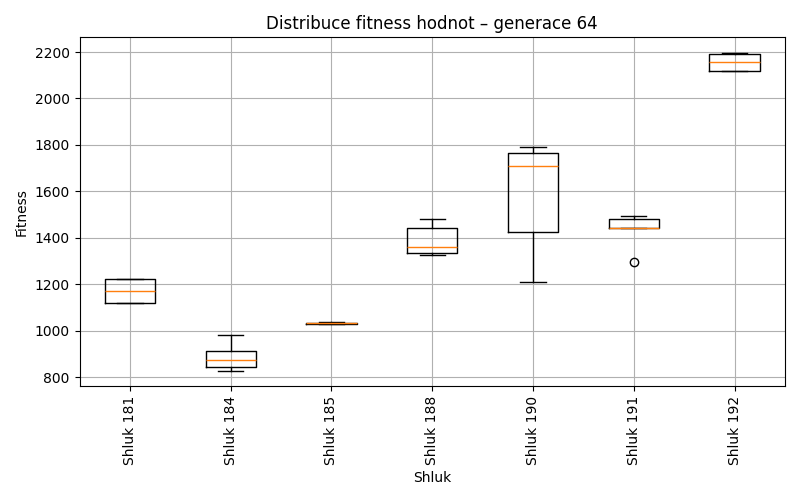 Distribuce fitness hodnot – generace 64
Fitness
2200
2000
1800
1600
1400
1200
1000
800
Shluk 181
Shluk 184
Shluk 185
Shluk 188
Shluk 190
Shluk 191
Shluk 192
Shluk